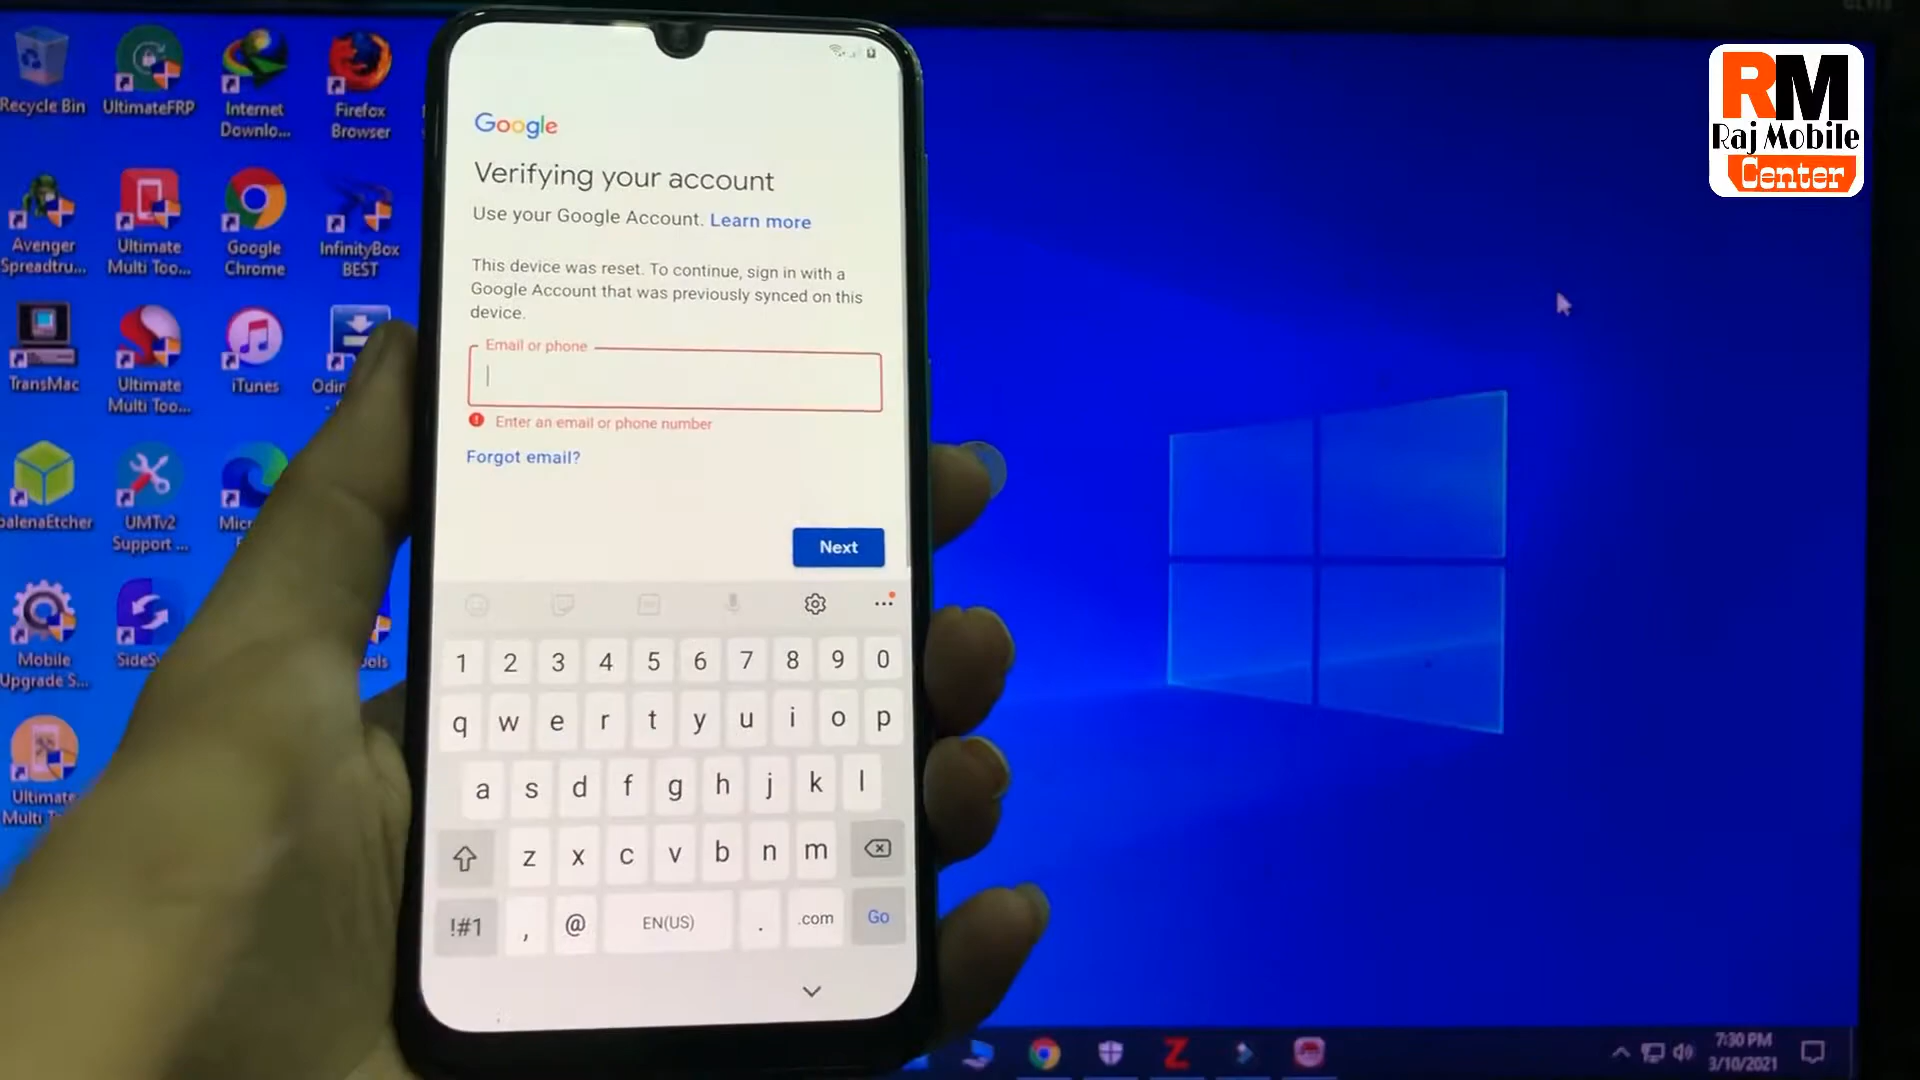 Recycle Bin
UltimateFRP
Internet
Downlo...
Firefox
Browser
Avenger
Spreadtru...
Ultimate
Multi Too...
Google
Chrome
InfinityBox
BEST
TransMac
Ultimate
Multi Too...
iTunes
Odin
balenaEtcher
UMTv2
Support ...
Mobile
Upgrade S...
Ultimate
Google
Verifying your account
Use your Google Account. Learn more
This device was reset. To continue, sign in with a
Google Account that was previously synced on this
device.
Email or phone
Enter an email or phone number
Forgot email?
Next
1 2 3 4 5 6 7 8 9 0
q w e r t y u i o p
a s d f g h j k l
z x c v b n m
!#1 , @ EN(US) . .com Go
RM
Raj Mobile
Center
Z
7:30 PM
3/10/2021